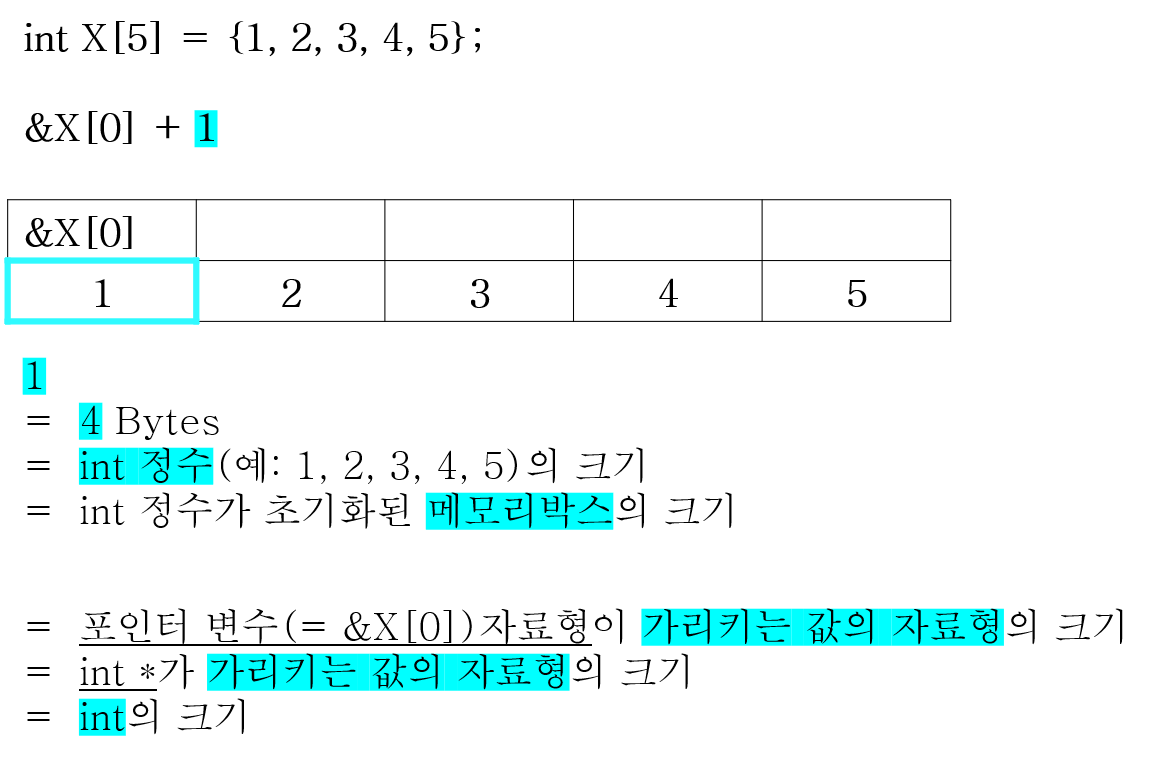 int X[5] = {1, 2, 3, 4, 5};
&X[0] + 1
&X[0]
1 2 3 4 5
1
= 4 Bytes
= int 정수(예: 1, 2, 3, 4, 5)의 크기
= int 정수가 초기화된 메모리박스의 크기
= 포인터 변수(= &X[0])자료형이 가리키는 값의 자료형의 크기
= int *가 가리키는 값의 자료형의 크기
= int의 크기